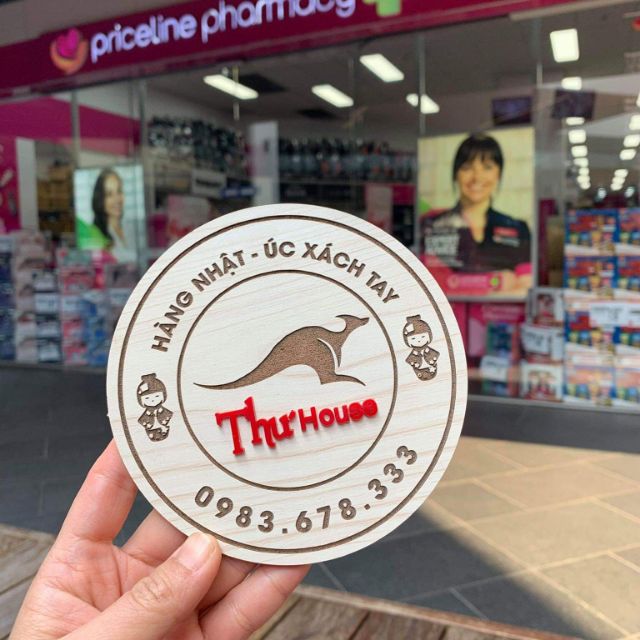 priceline pharmacy
HÀNG NHẬT - ÚC XÁCH TAY
Thư House
0983.678.333